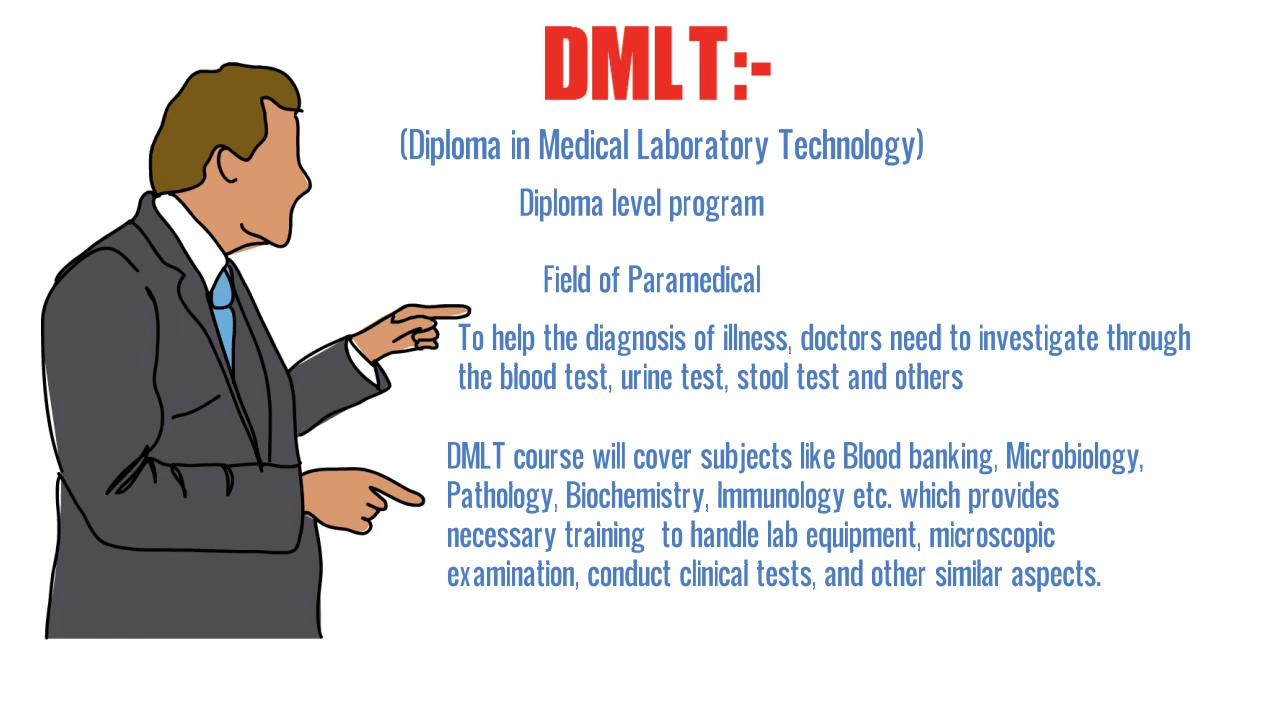 DMLT:-
(Diploma in Medical Laboratory Technology)
Diploma level program
Field of Paramedical
To help the diagnosis of illness, doctors need to investigate through
the blood test, urine test, stool test and others
DMLT course will cover subjects like Blood banking, Microbiology,
Pathology, Biochemistry, Immunology etc. which provides
necessary training  to handle lab equipment, microscopic
examination, conduct clinical tests, and other similar aspects.